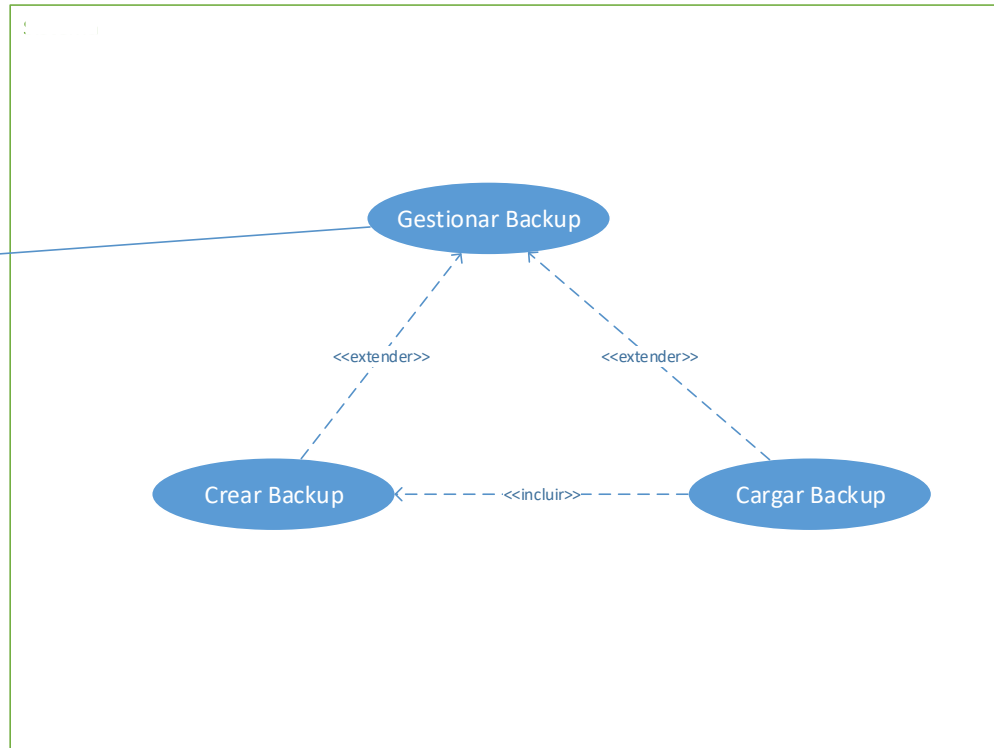 Gestionar Backup
<<extender>>
<<extender>>
Crear Backup
<<incluir>>
Cargar Backup